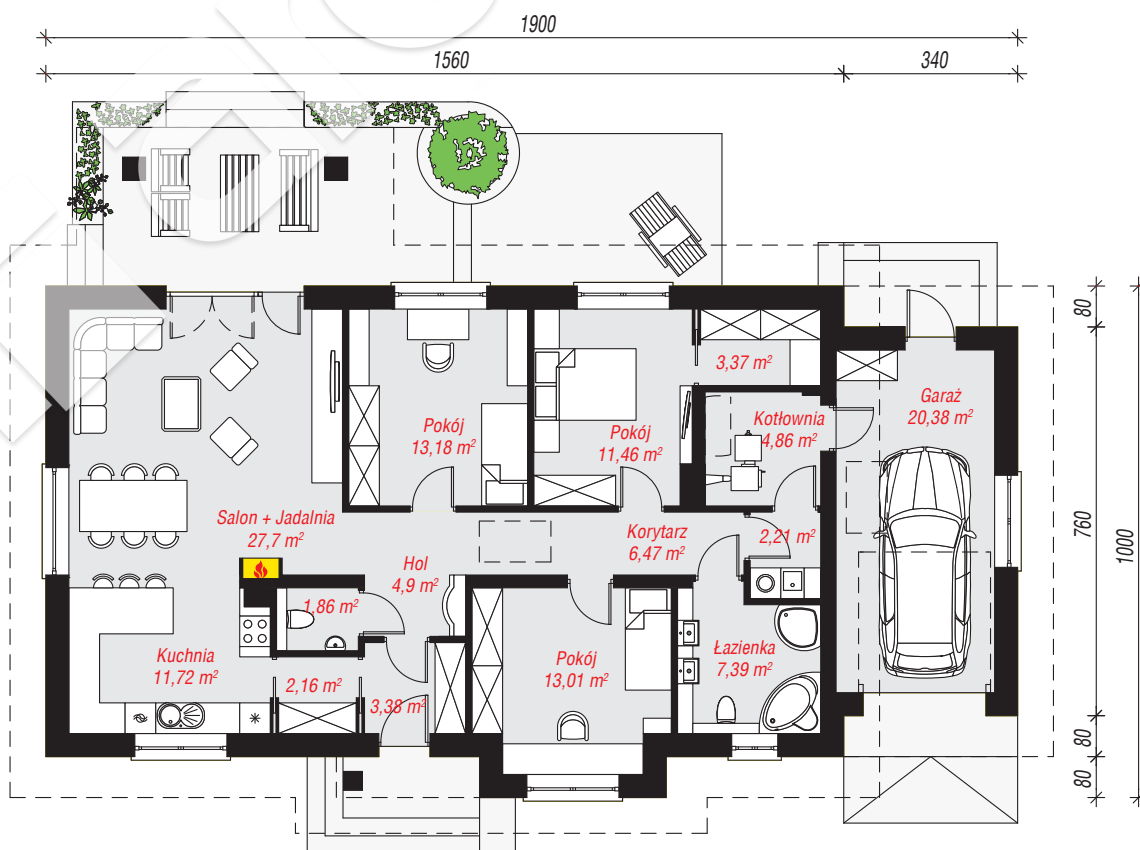 1900
1560
340
80
3,37 m²
Garaż
20,38 m²
Kotłownia
4,86 m²
Pokój
13,18 m²
Pokój
11,46 m²
Salon + Jadalnia
27,7 m²
Korytarz
6,47 m²
2,21 m²
760
1000
Hol
4,9 m²
1,86 m²
Kuchnia
11,72 m²
2,16 m²
3,38 m²
Pokój
13,01 m²
Łazienka
7,39 m²
80
80